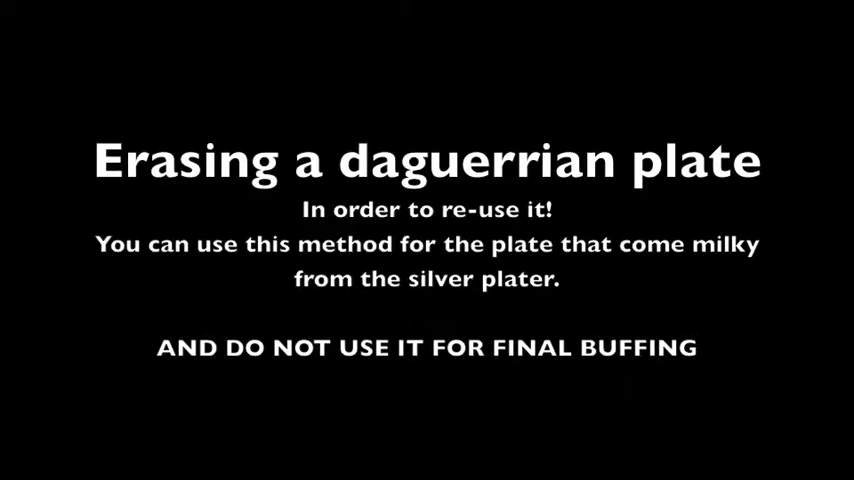 Erasing a daguerrian plate
In order to re-use it!
You can use this method for the plate that come milky
from the silver plater.
AND DO NOT USE IT FOR FINAL BUFFING